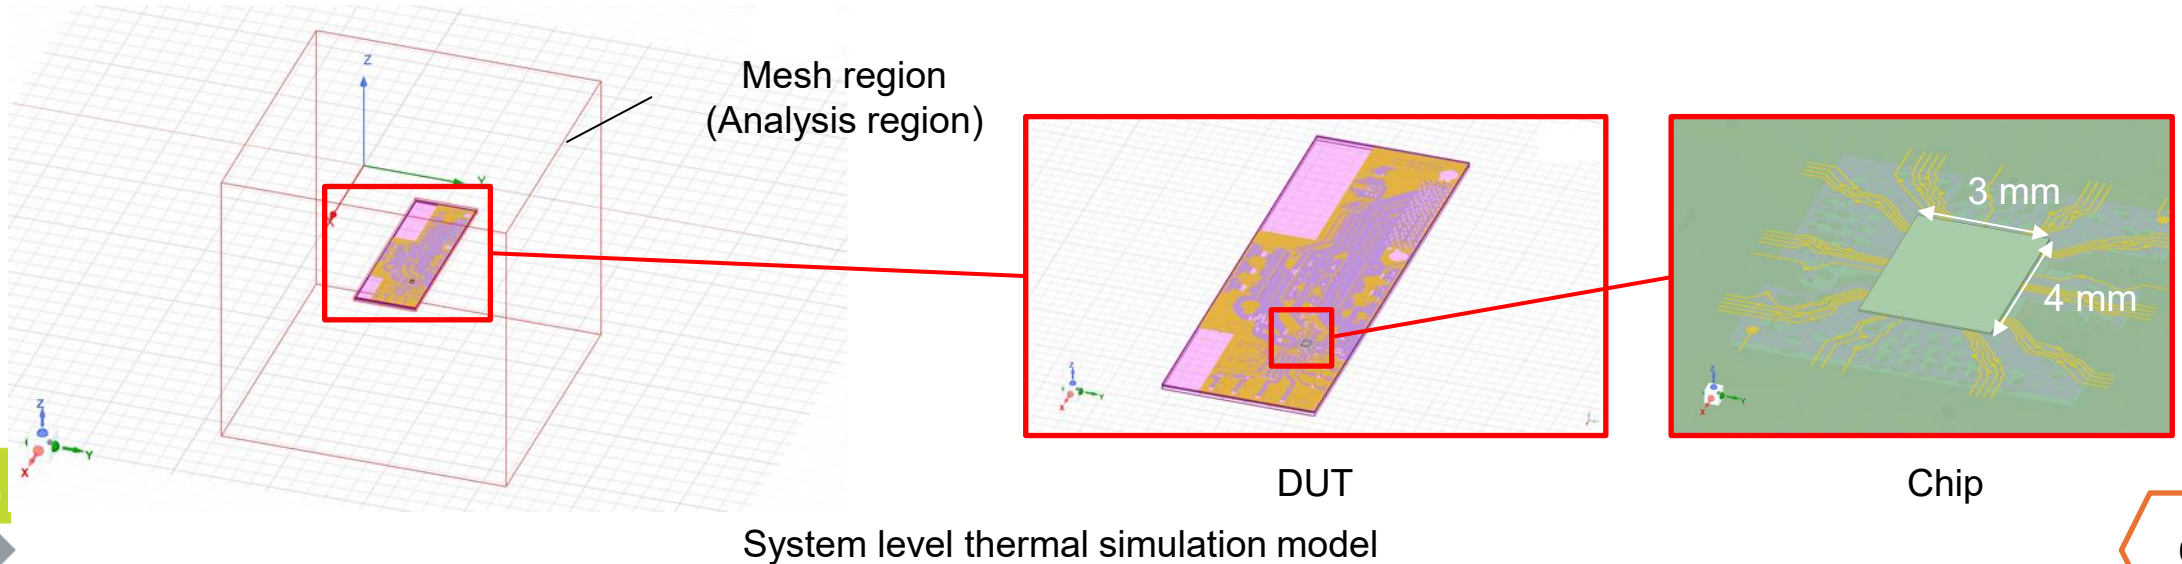 Mesh region
(Analysis region)
Z
Y
X
Z
Y
X
Z
Y
X
3 mm
4 mm
Z
Y
X
DUT
Chip
System level thermal simulation model